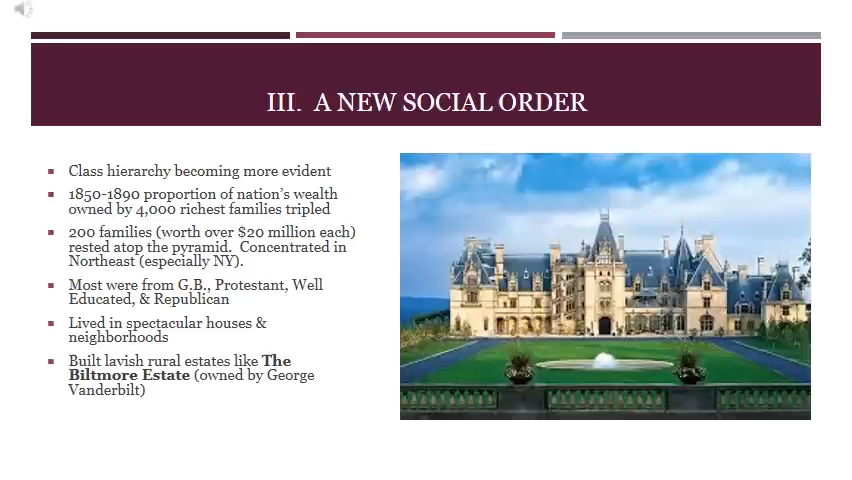 III. A NEW SOCIAL ORDER
Class hierarchy becoming more evident
1850-1890 proportion of nation's wealth
owned by 4,000 richest families tripled
200 families (worth over $20 million each)
rested atop the pyramid. Concentrated in
Northeast (especially NY).
Most were from G.B., Protestant, Well
Educated, & Republican
Lived in spectacular houses &
neighborhoods
Built lavish rural estates like The
Biltmore Estate (owned by George
Vanderbilt)